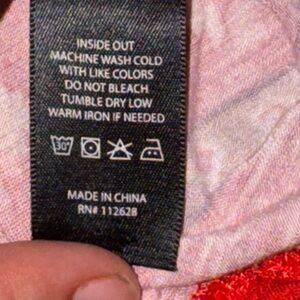 INSIDE OUT
MACHINE WASH COLD
WITH LIKE COLORS
DO NOT BLEACH
TUMBLE DRY LOW
WARM IRON IF NEEDED
30°
MADE IN CHINA
RN# 112628